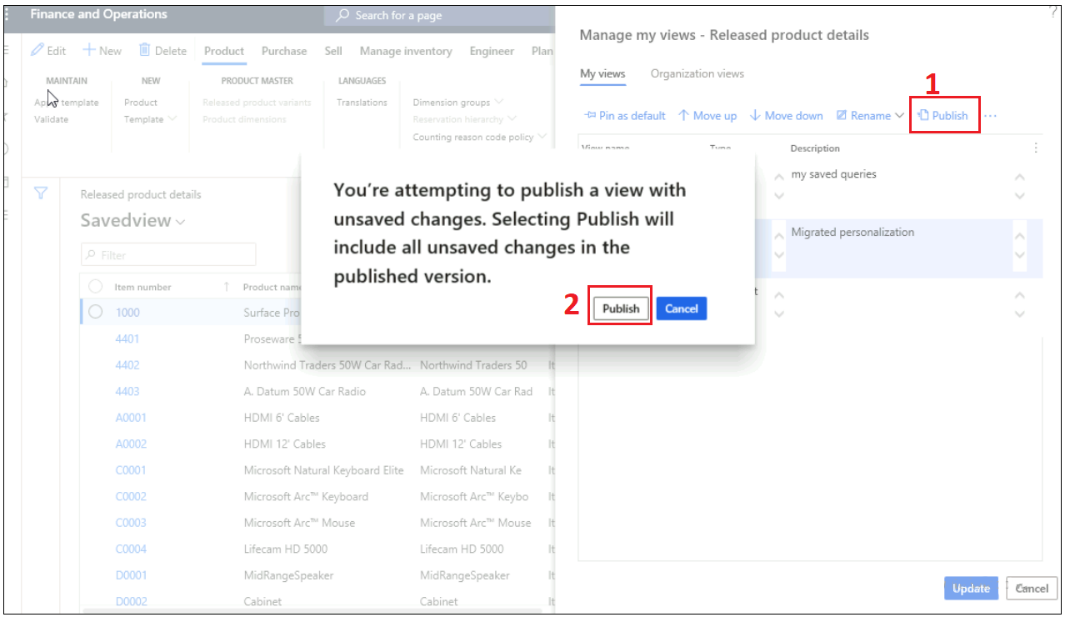 Finance and Operations
Search for a page
?
Edit New Delete Product Purchase Sell Manage inventory Engineer Plan
MAINTAIN NEW PRODUCT MASTER LANGUAGES
template Product Released product variants Translations Dimension groups
Validate Template Product dimensions Reservation hierarchy
Counting reason code policy
Released product details
Savedview
Filter
Item number Product name
1000 Surface Pro
4401 Proseware
4402 Northwind Traders 50W Car Rad... Northwind Traders 50 It
4403 A. Datum 50W Car Radio A. Datum 50W Car Rad It
A0001 HDMI 6' Cables HDMI 6' Cables It
A0002 HDMI 12' Cables HDMI 12' Cables It
C0001 Microsoft Natural Keyboard Elite Microsoft Natural Ke It
C0002 Microsoft Arc™ Keyboard Microsoft Arc™ Keybo It
C0003 Microsoft Arc™ Mouse Microsoft Arc™ Mouse It
C0004 Lifecam HD 5000 Lifecam HD 5000 It
D0001 MidRangeSpeaker MidRangeSpeaker It
D0002 Cabinet Cabinet It
Manage my views - Released product details
My views Organization views
1
Pin as default Move up Move down Rename Publish ...
View name Type Description
my saved queries
Migrated personalization
You're attempting to publish a view with
unsaved changes. Selecting Publish will
include all unsaved changes in the
published version.
2 Publish Cancel
Update Cancel